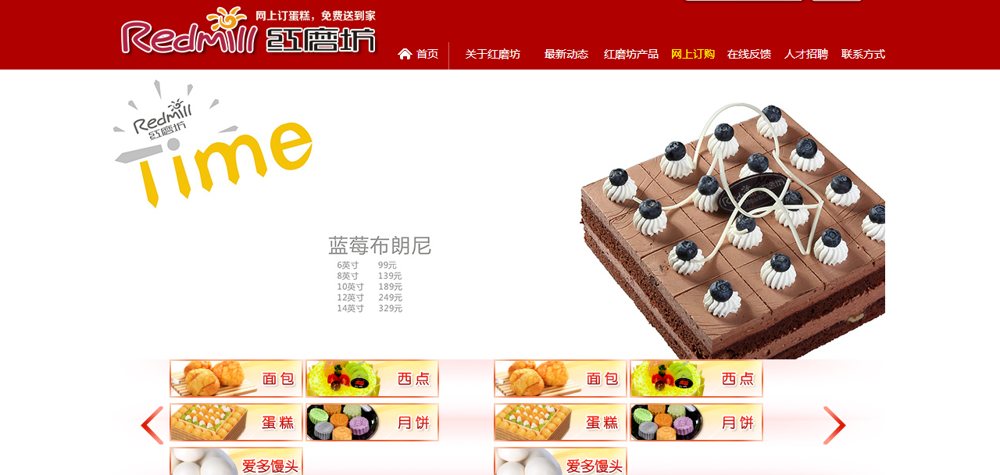 网上订蛋糕，免费送到家
Redmill 红磨坊
首页 关于红磨坊 最新动态 红磨坊产品 网上订购 在线反馈 人才招聘 联系方式
Redmill
红磨坊
Time
Redmill 红磨坊
蓝莓布朗尼
6英寸 99元
8英寸 139元
10英寸 189元
12英寸 249元
14英寸 329元
面包 西点 面包 西点
蛋糕 月饼 蛋糕 月饼
爱多馒头 爱多馒头